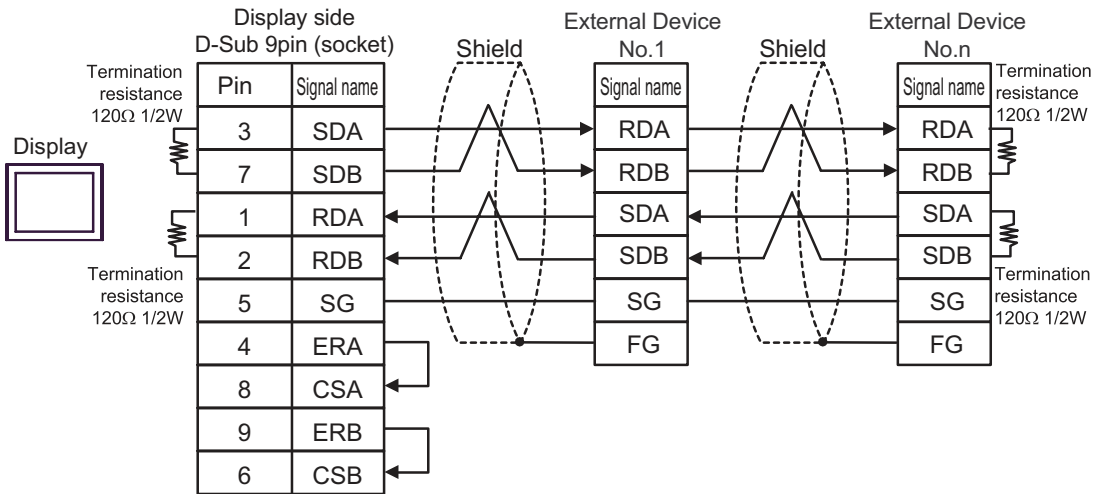 Display side
D-Sub 9pin (socket)
External Device
No.1
External Device
No.n
Shield
Shield
Termination
resistance
120Ω 1/2W
Termination
resistance
120Ω 1/2W
Pin Signal name
Signal name
Signal name
3 SDA RDA RDA
Display
7 SDB RDB RDB
1 RDA SDA SDA
2 RDB SDB SDB
Termination
resistance
120Ω 1/2W
Termination
resistance
120Ω 1/2W
5 SG SG SG
4 ERA FG FG
8 CSA
9 ERB
6 CSB